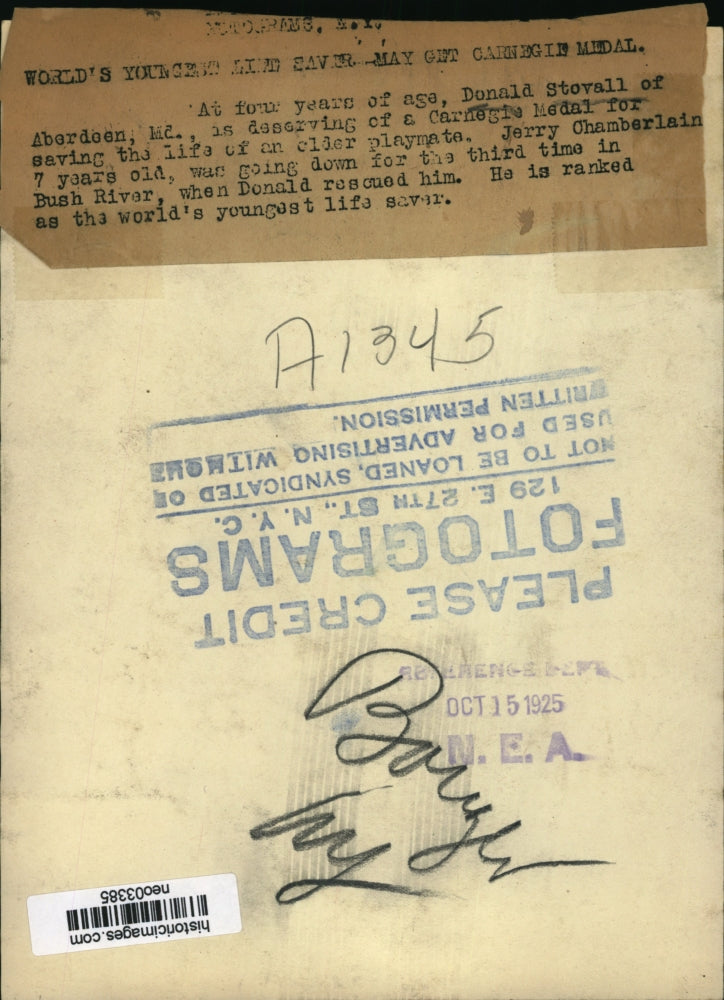 FOTOGRAMS, N.Y.
WORLD'S YOUNGEST LIFE SAVER MAY GET CARNEGIE MEDAL.
At four years of age, Donald Stovall of
Aberdeen, Md., is deserving of a Carnegie Medal for
saving the life of an older playmate. Jerry Chamberlain
7 years old, was going down for the third time in
Bush River, when Donald rescued him. He is ranked
as the world's youngest life saver.
A1345
PLEASE CREDIT
FOTOGRAMS
129 E. 27TH ST., N.Y.C.
NOT TO BE LOANED, SYNDICATED OR
USED FOR ADVERTISING WITHOUT
WRITTEN PERMISSION.
REFERENCE DEPT.
OCT 15 1925
N. E. A.
Bought
historicimages.com
neo03385